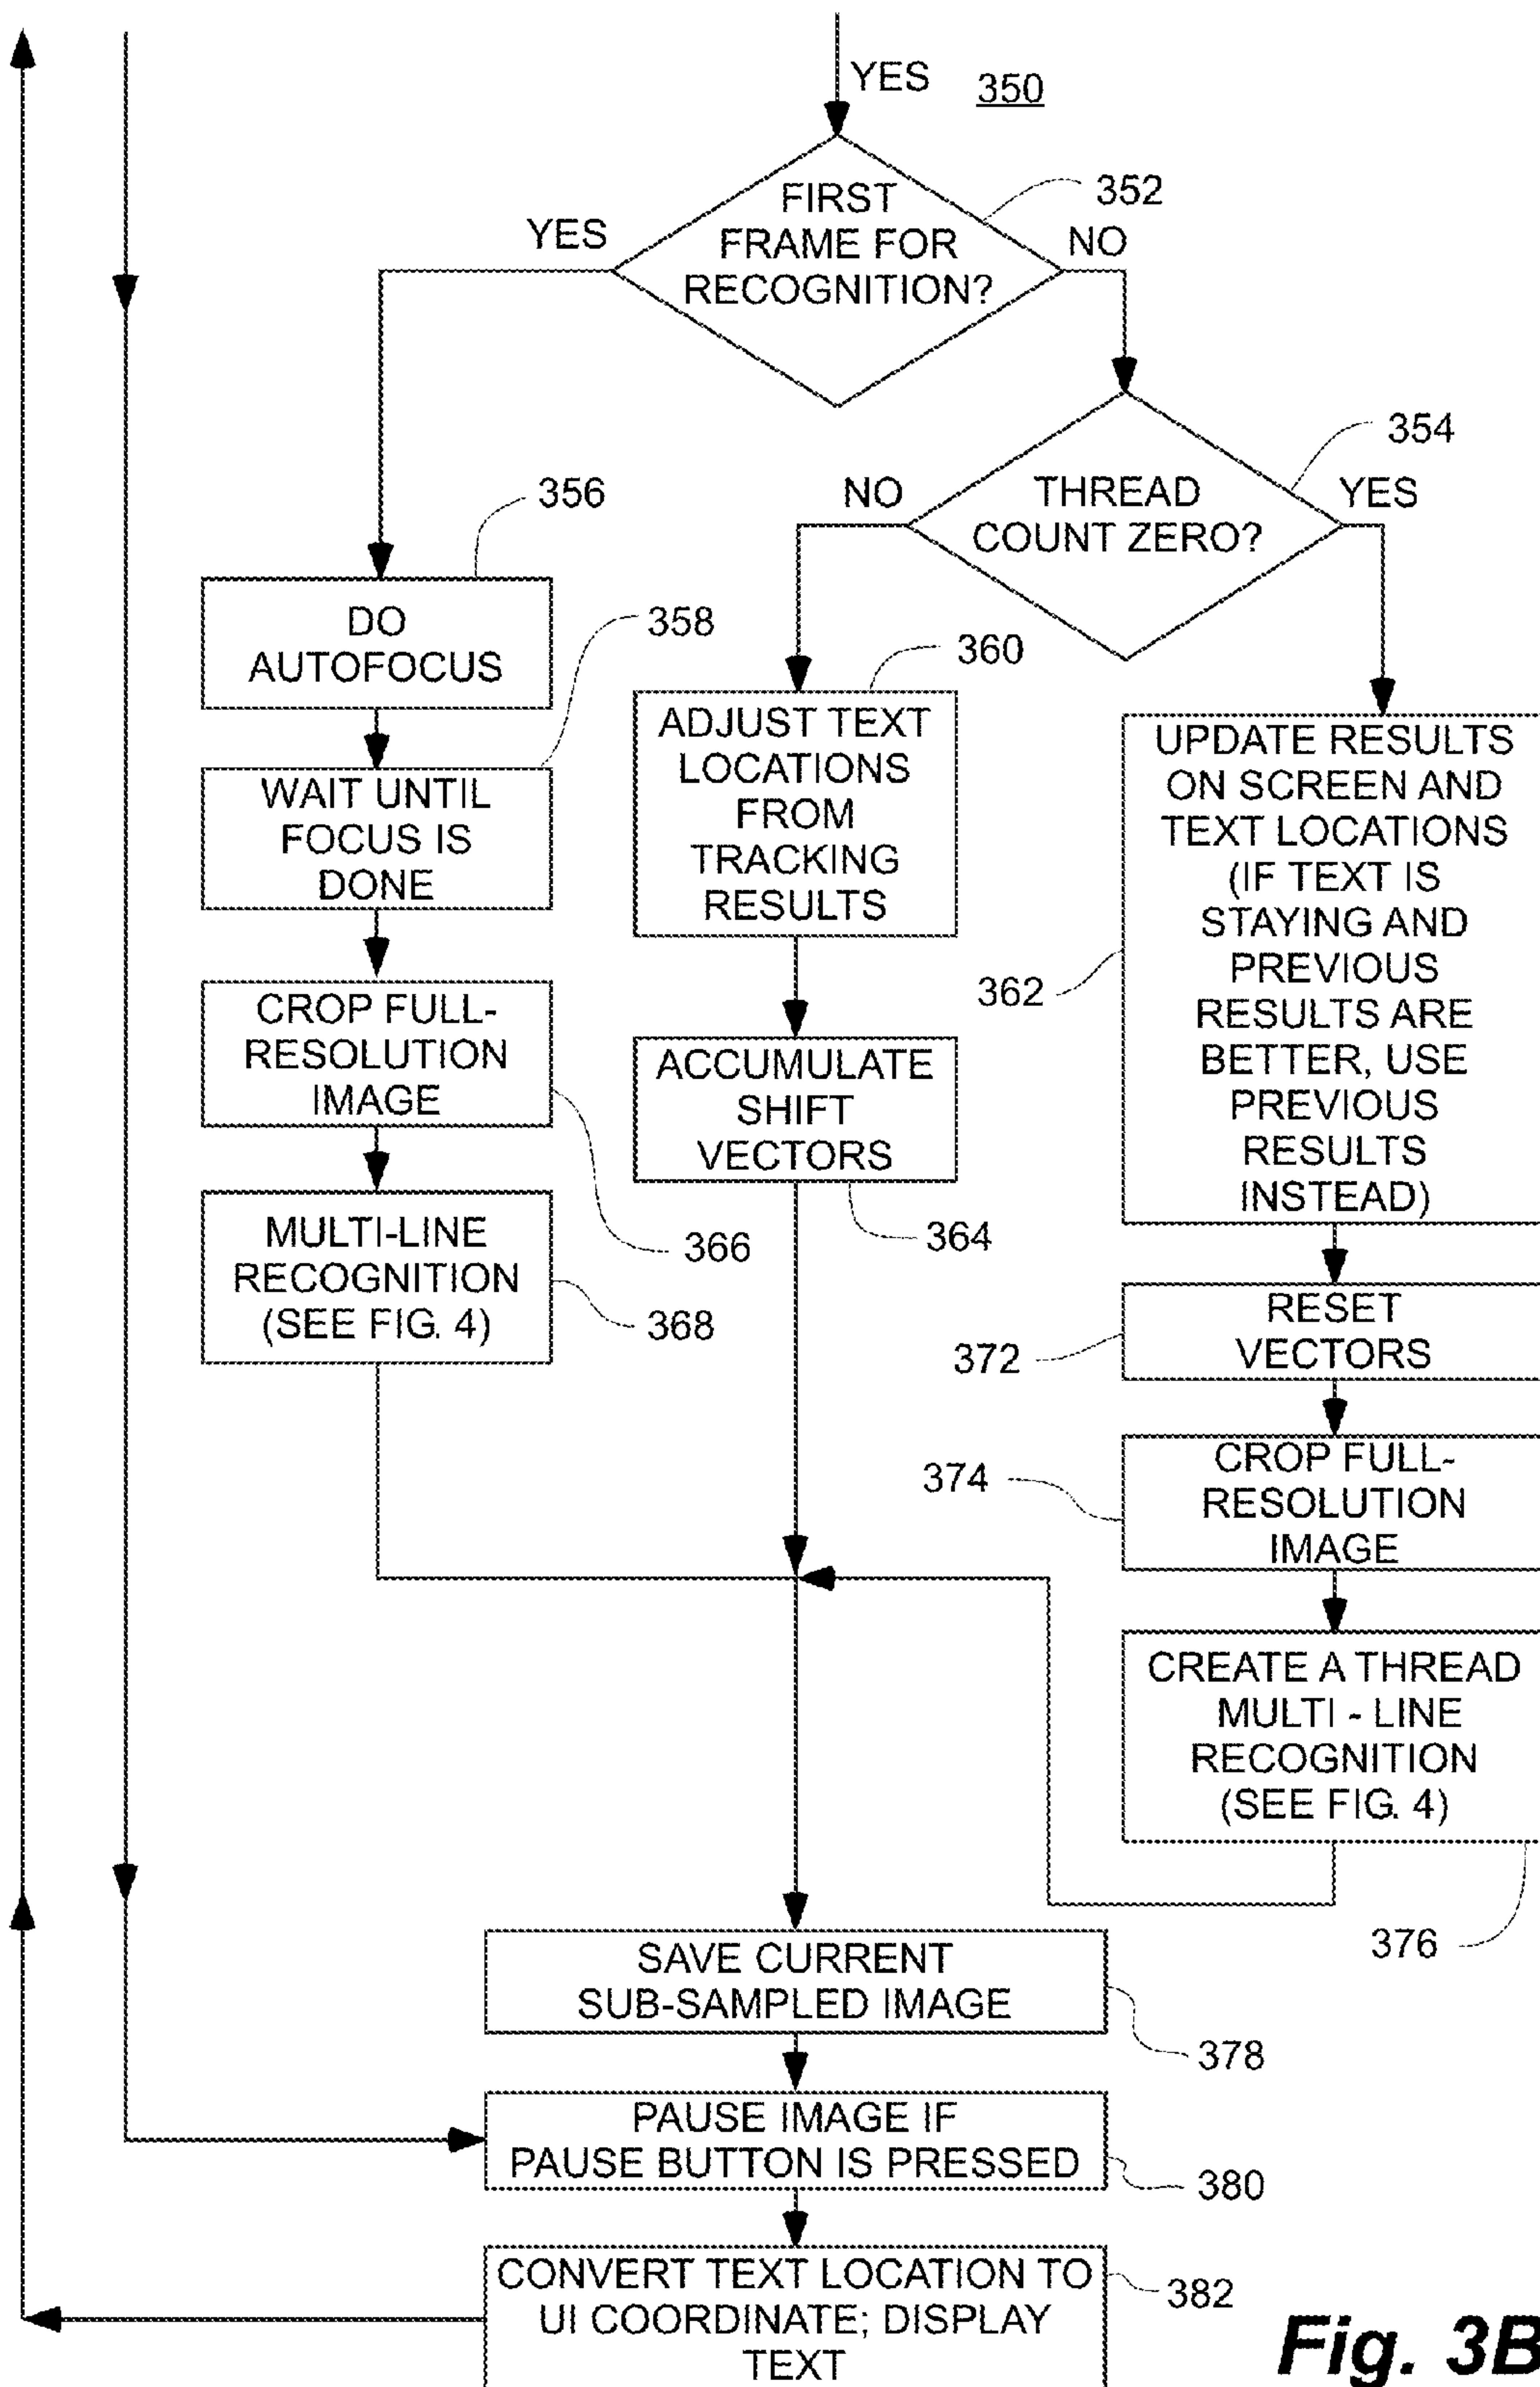 YES
350
FIRST
FRAME FOR
RECOGNITION?
352
YES
NO
354
THREAD
COUNT ZERO?
NO
YES
356
DO
AUTOFOCUS
358
WAIT UNTIL
FOCUS IS
DONE
CROP FULL-
RESOLUTION
IMAGE
366
MULTI-LINE
RECOGNITION
(SEE FIG. 4)
368
360
ADJUST TEXT
LOCATIONS
FROM
TRACKING
RESULTS
ACCUMULATE
SHIFT
VECTORS
364
UPDATE RESULTS
ON SCREEN AND
TEXT LOCATIONS
(IF TEXT IS
STAYING AND
PREVIOUS
RESULTS ARE
BETTER, USE
PREVIOUS
RESULTS
INSTEAD)
362
RESET
VECTORS
372
CROP FULL-
RESOLUTION
IMAGE
374
CREATE A THREAD
MULTI - LINE
RECOGNITION
(SEE FIG. 4)
376
SAVE CURRENT
SUB-SAMPLED IMAGE
378
PAUSE IMAGE IF
PAUSE BUTTON IS PRESSED
380
CONVERT TEXT LOCATION TO
UI COORDINATE; DISPLAY
TEXT
382
Fig. 3B